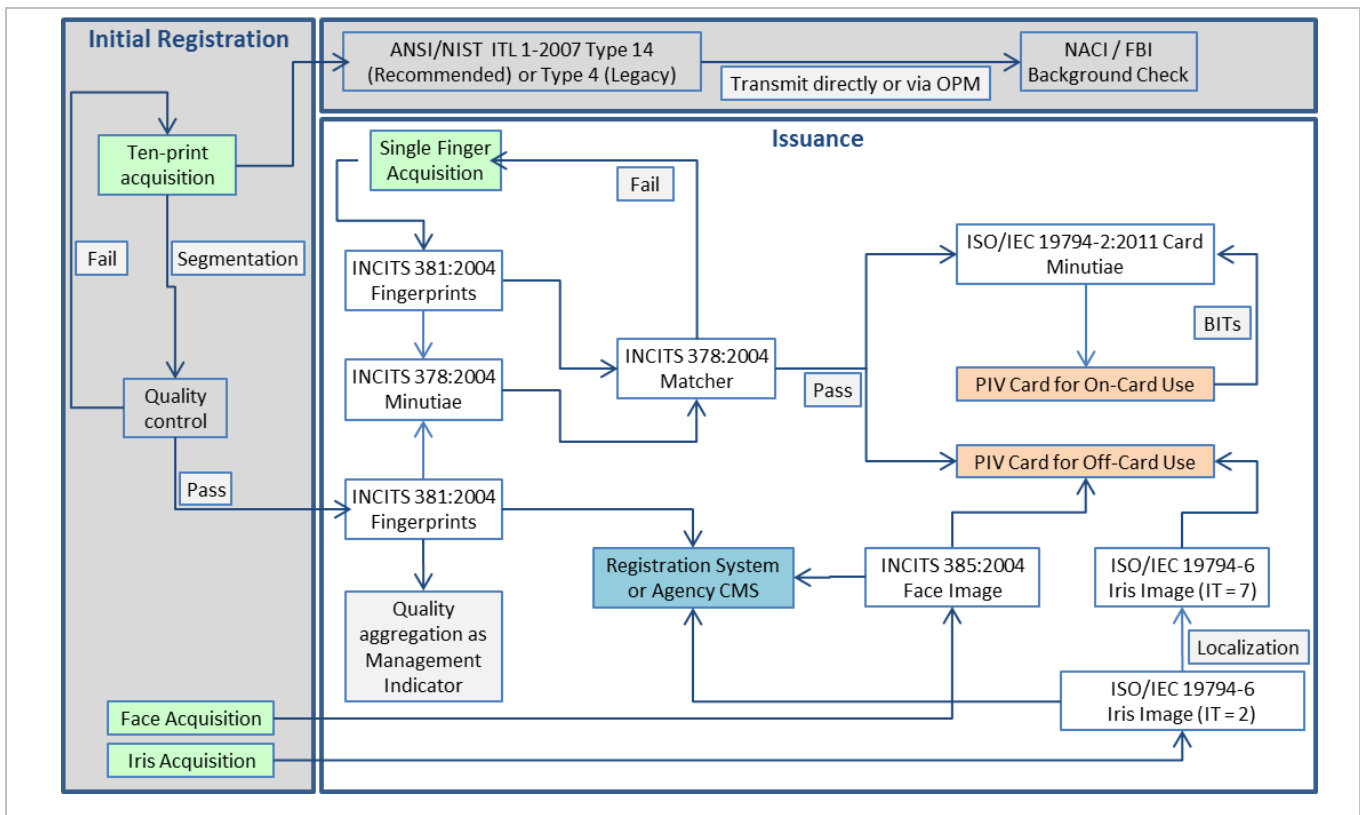 Initial Registration
ANSI/NIST ITL 1-2007 Type 14
(Recommended) or Type 4 (Legacy)
Transmit directly or via OPM
NACI / FBI
Background Check
Ten-print
acquisition
Fail
Segmentation
Quality
control
Pass
Face Acquisition
Iris Acquisition
Issuance
Single Finger
Acquisition
Fail
INCITS 381:2004
Fingerprints
INCITS 378:2004
Minutiae
INCITS 378:2004
Matcher
Pass
ISO/IEC 19794-2:2011 Card
Minutiae
BITs
PIV Card for On-Card Use
PIV Card for Off-Card Use
INCITS 381:2004
Fingerprints
Quality
aggregation as
Management
Indicator
Registration System
or Agency CMS
INCITS 385:2004
Face Image
ISO/IEC 19794-6
Iris Image (IT = 7)
Localization
ISO/IEC 19794-6
Iris Image (IT = 2)